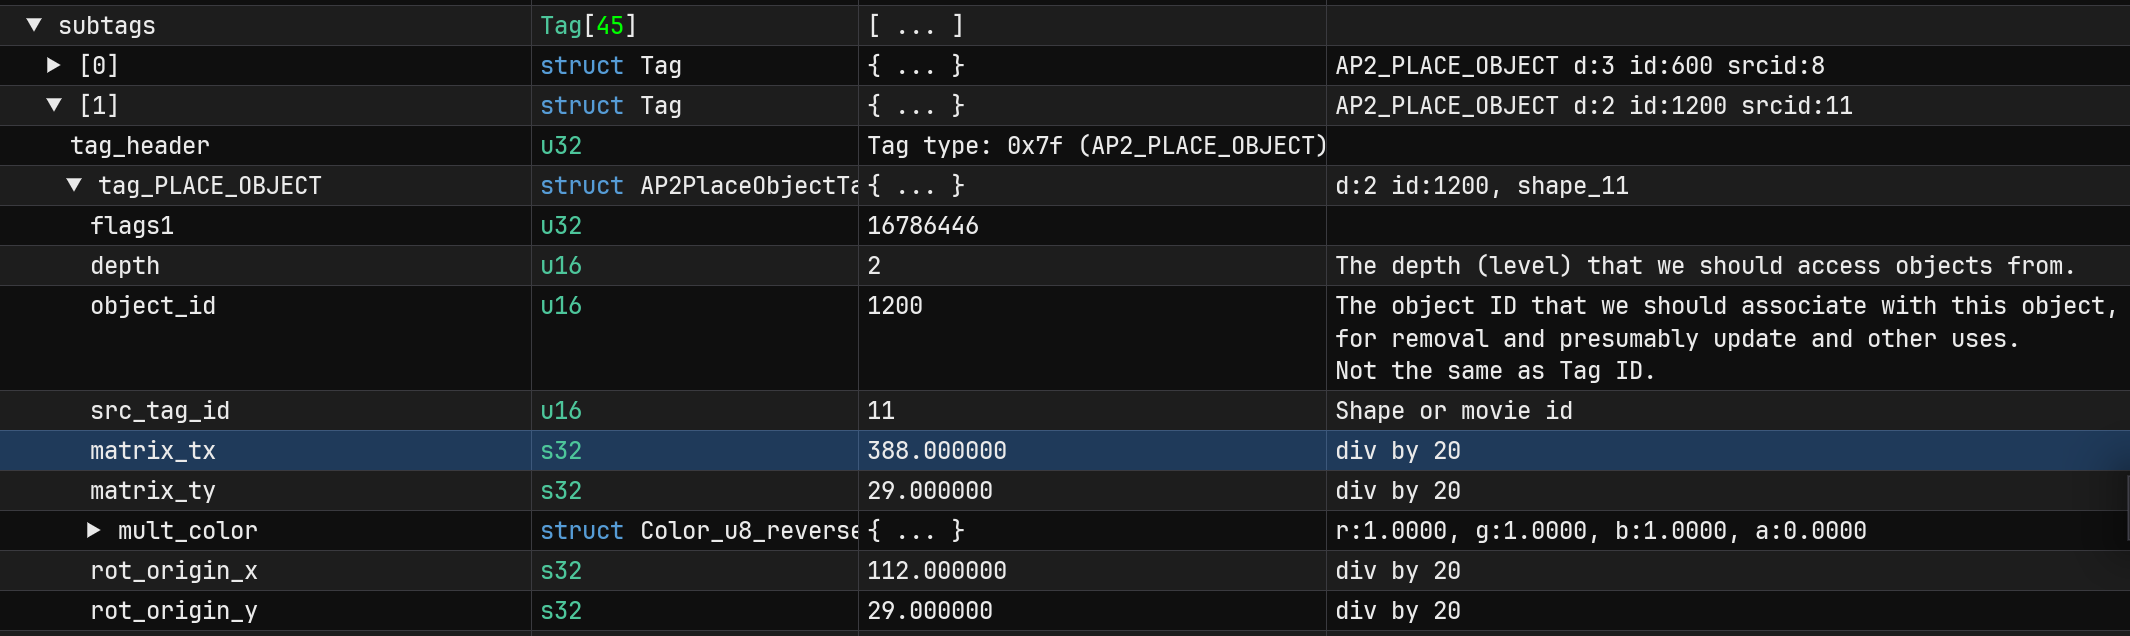 ▼ subtags Tag[45] [ ... ]
▶ [0] struct Tag { ... } AP2_PLACE_OBJECT d:3 id:600 srcid:8
▼ [1] struct Tag { ... } AP2_PLACE_OBJECT d:2 id:1200 srcid:11
tag_header u32 Tag type: 0x7f (AP2_PLACE_OBJECT)
▼ tag_PLACE_OBJECT struct AP2PlaceObjectTa { ... } d:2 id:1200, shape_11
flags1 u32 16786446
depth u16 2 The depth (level) that we should access objects from.
object_id u16 1200 The object ID that we should associate with this object,
for removal and presumably update and other uses.
Not the same as Tag ID.
src_tag_id u16 11 Shape or movie id
matrix_tx s32 388.000000 div by 20
matrix_ty s32 29.000000 div by 20
▶ mult_color struct Color_u8_reverse { ... } r:1.0000, g:1.0000, b:1.0000, a:0.0000
rot_origin_x s32 112.000000 div by 20
rot_origin_y s32 29.000000 div by 20